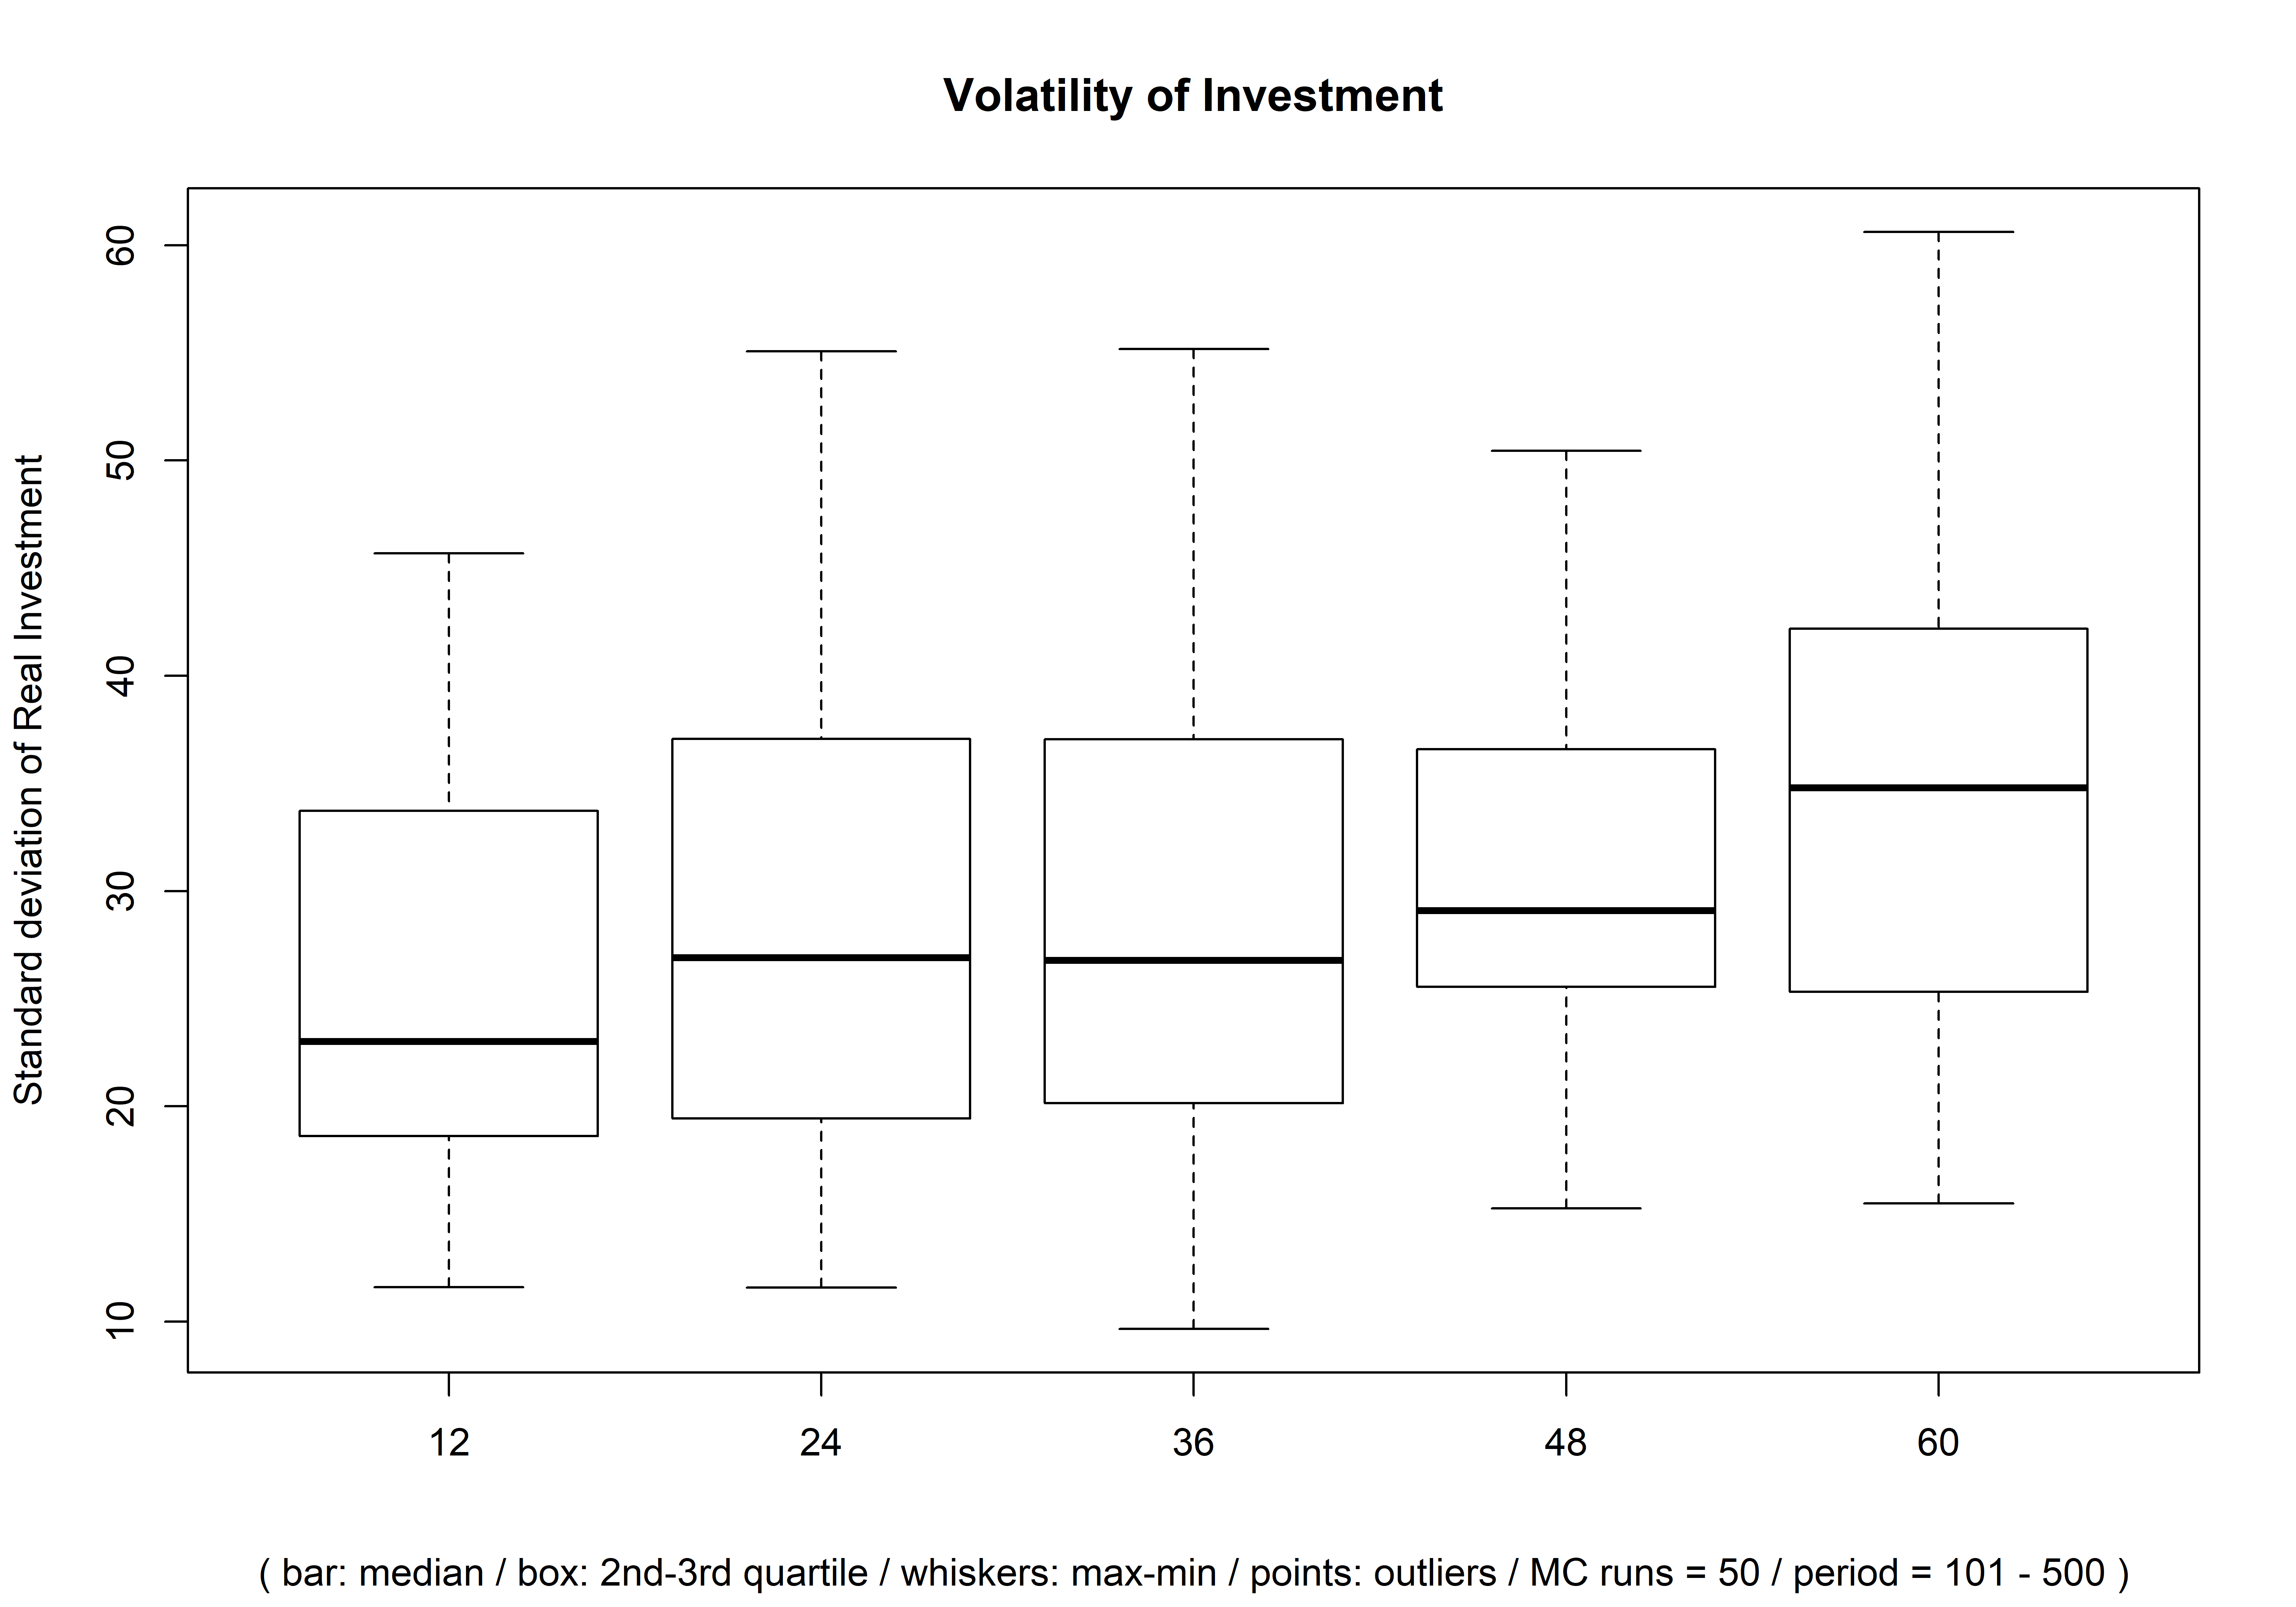 Volatility of Investment
Standard deviation of Real Investment
60
50
40
30
20
10
12 24 36 48 60
( bar: median / box: 2nd-3rd quartile / whiskers: max-min / points: outliers / MC runs = 50 / period = 101 - 500 )